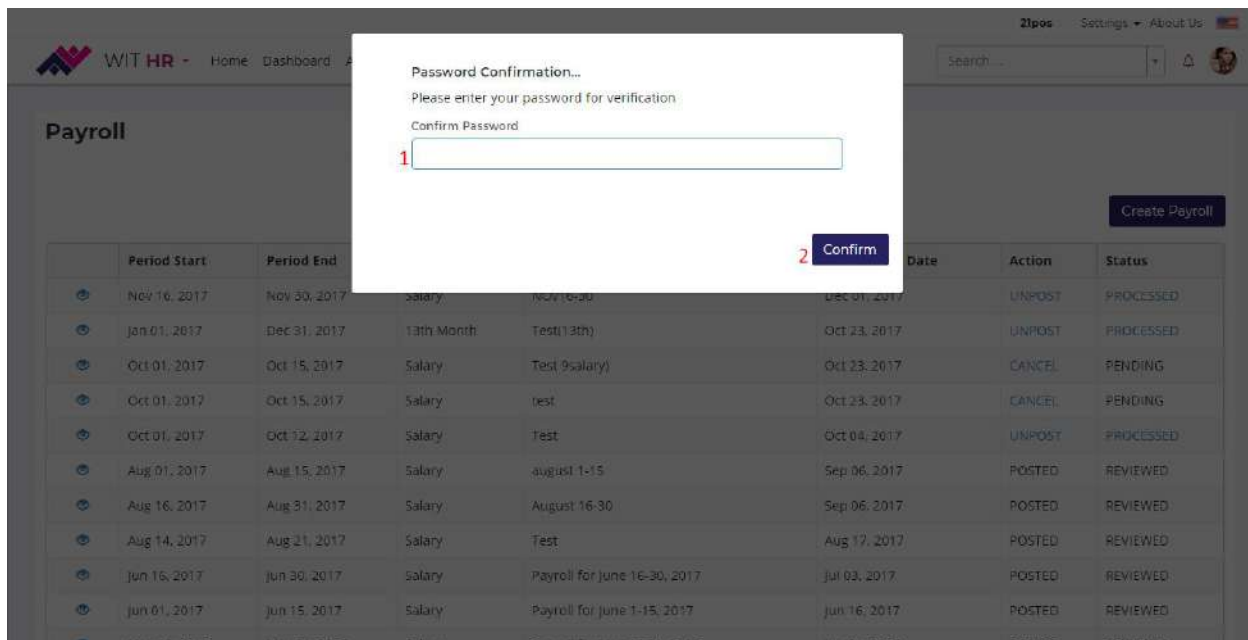 21pos Settings About Us
WIT HR Home Dashboard Search ...
Password Confirmation...
Please enter your password for verification
Confirm Password
1
Payroll
Create Payroll
2 Confirm
Period Start Period End Date Action Status
Nov 16, 2017 Nov 30, 2017 Salary NOV16-30 Dec 01, 2017 UNPOST PROCESSED
Jan 01, 2017 Dec 31, 2017 13th Month Test(13th) Oct 23, 2017 UNPOST PROCESSED
Oct 01, 2017 Oct 15, 2017 Salary Test 9salary) Oct 23, 2017 CANCEL PENDING
Oct 01, 2017 Oct 15, 2017 Salary test Oct 23, 2017 CANCEL PENDING
Oct 01, 2017 Oct 12, 2017 Salary Test Oct 04, 2017 UNPOST PROCESSED
Aug 01, 2017 Aug 15, 2017 Salary august 1-15 Sep 06, 2017 POSTED REVIEWED
Aug 16, 2017 Aug 31, 2017 Salary August 16-30 Sep 06, 2017 POSTED REVIEWED
Aug 14, 2017 Aug 21, 2017 Salary Test Aug 17, 2017 POSTED REVIEWED
Jun 16, 2017 Jun 30, 2017 Salary Payroll for June 16-30, 2017 Jul 03, 2017 POSTED REVIEWED
Jun 01, 2017 Jun 15, 2017 Salary Payroll for June 1-15, 2017 Jun 16, 2017 POSTED REVIEWED